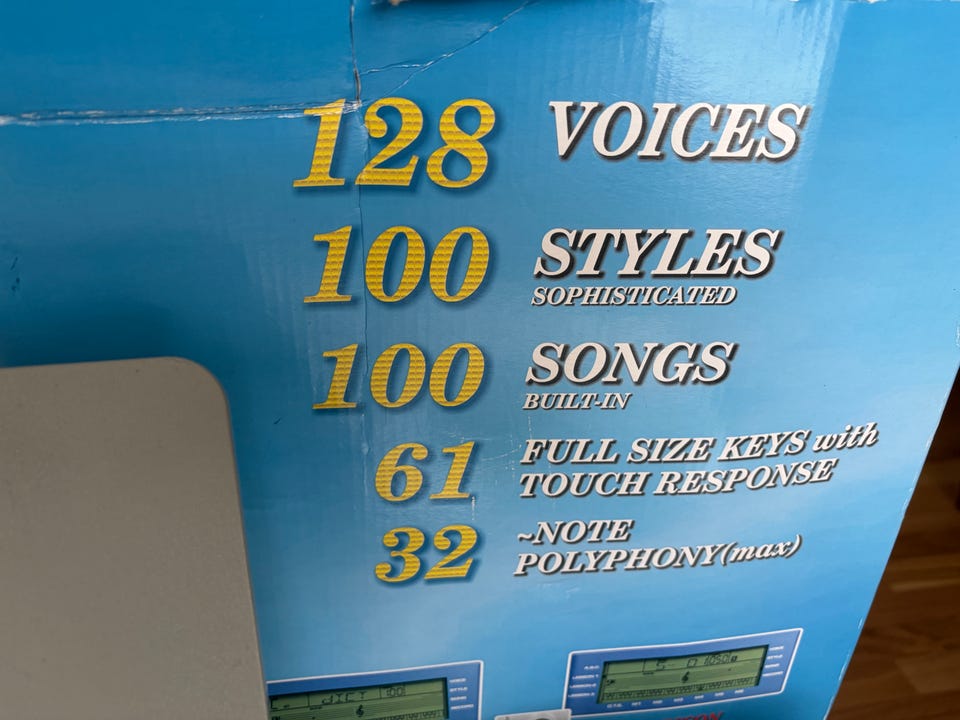 128 VOICES
100 STYLES
SOPHISTICATED
100 SONGS
BUILT-IN
61 FULL SIZE KEYS with
TOUCH RESPONSE
32 ~NOTE
POLYPHONY(max)